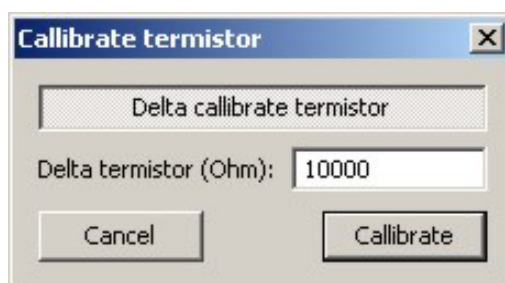 Callibrate termistor
Delta callibrate termistor
Delta termistor (Ohm): 10000
Cancel Callibrate